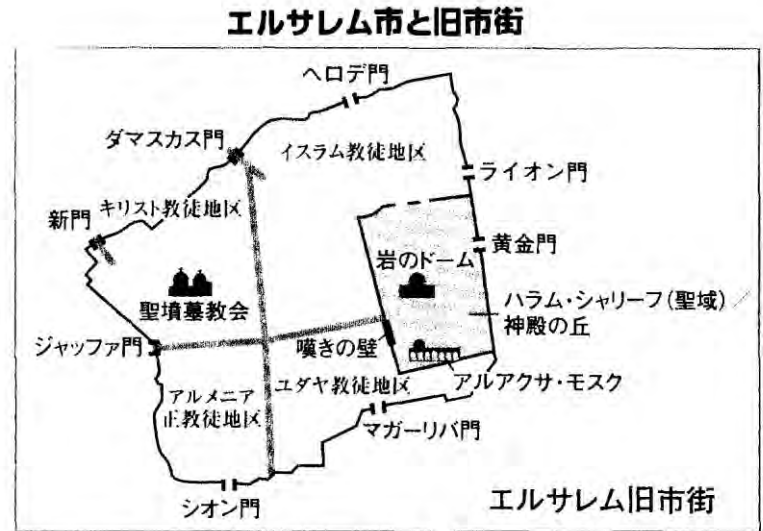 エルサレム市と旧市街
ヘロデ門
ダマスカス門
イスラム教徒地区
ライオン門
キリスト教徒地区
新門
黄金門
岩のドーム
聖墳墓教会
ハラム・シャリーフ(聖域)/
神殿の丘
ジャッファ門
嘆きの壁
アルアクサ・モスク
アルメニア
正教徒地区
ユダヤ教徒地区
マガーリバ門
シオン門
エルサレム旧市街